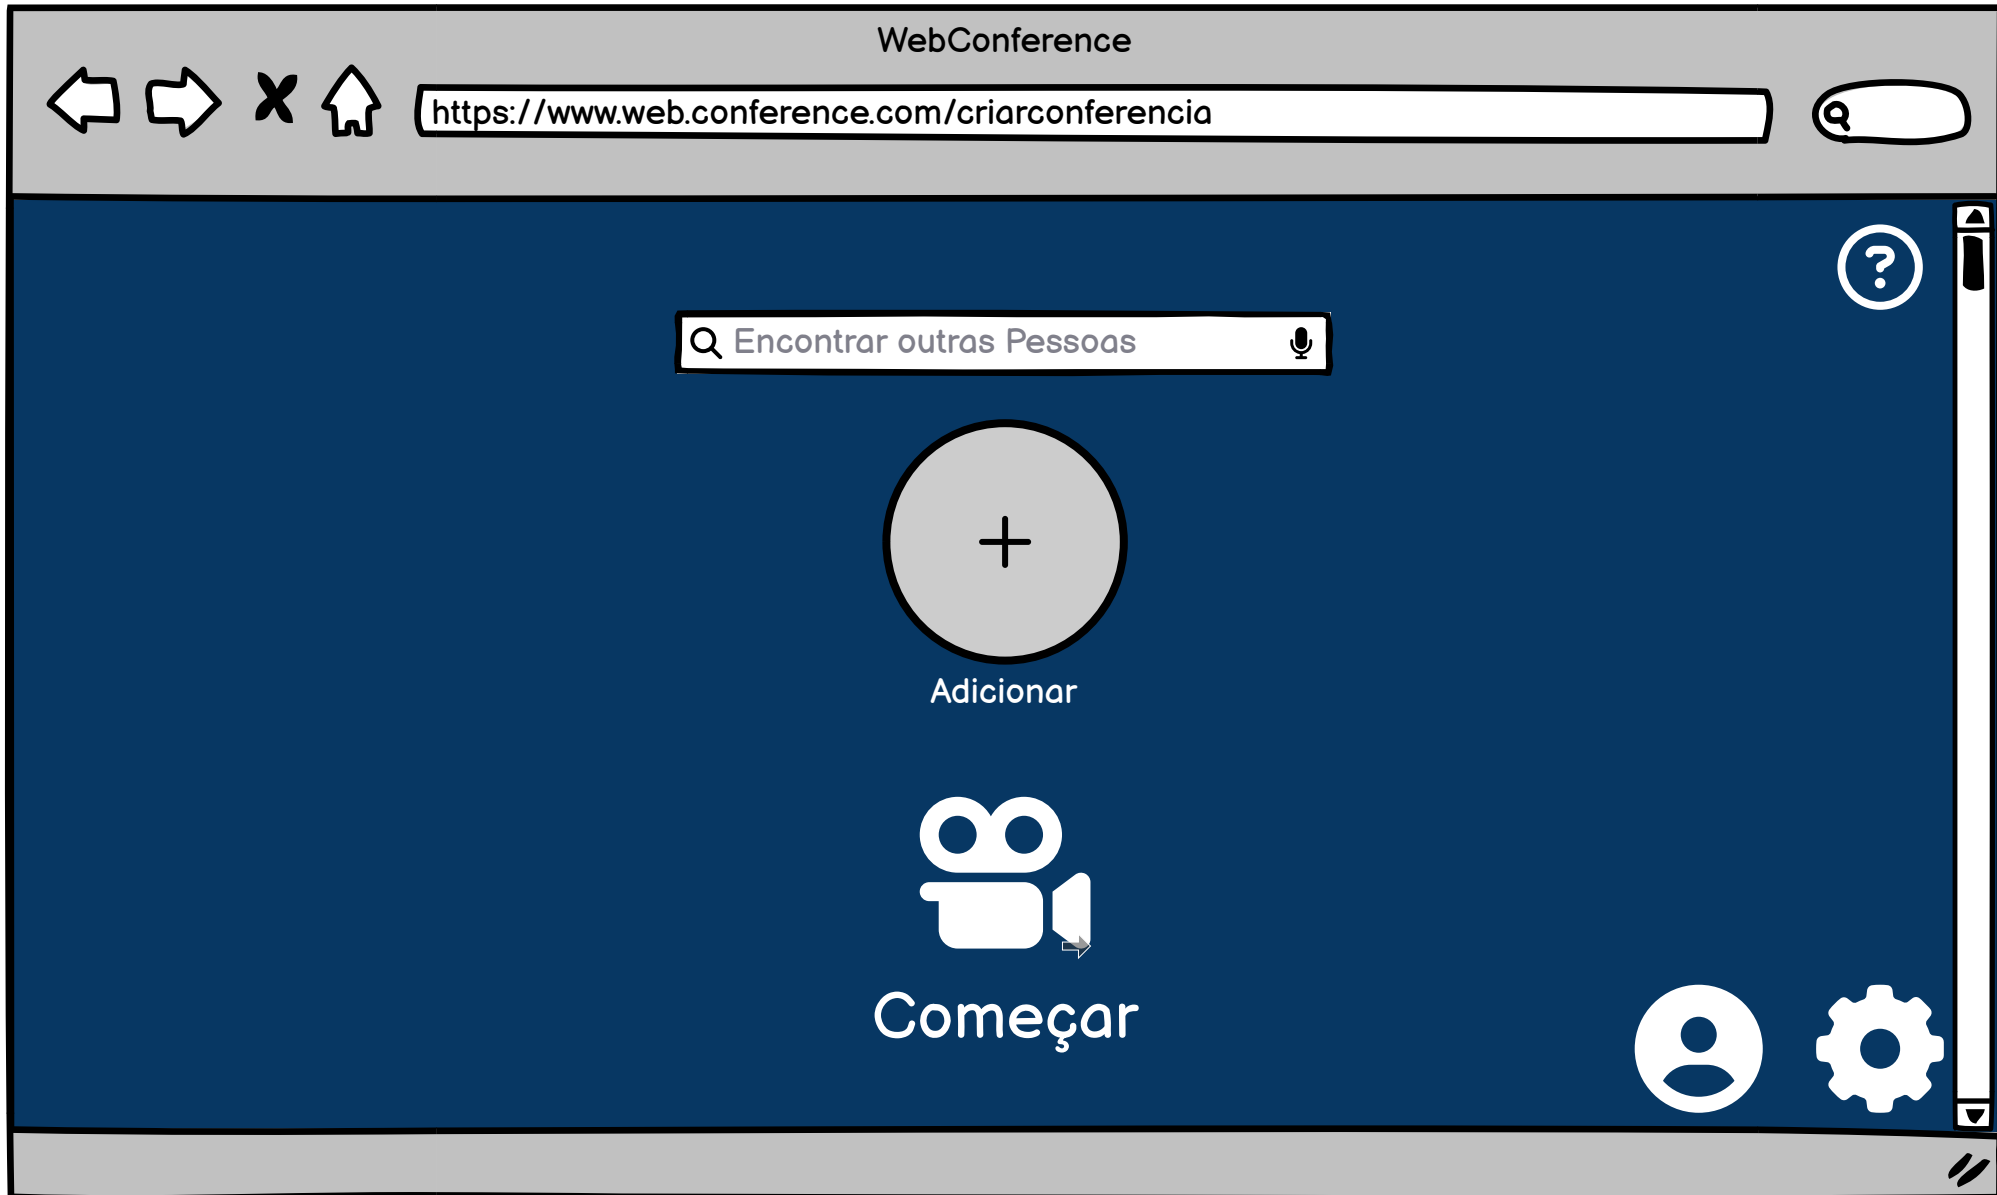 WebConference
https://www.web.conference.com/criarconferencia
?
Encontrar outras Pessoas
Adicionar
Começar